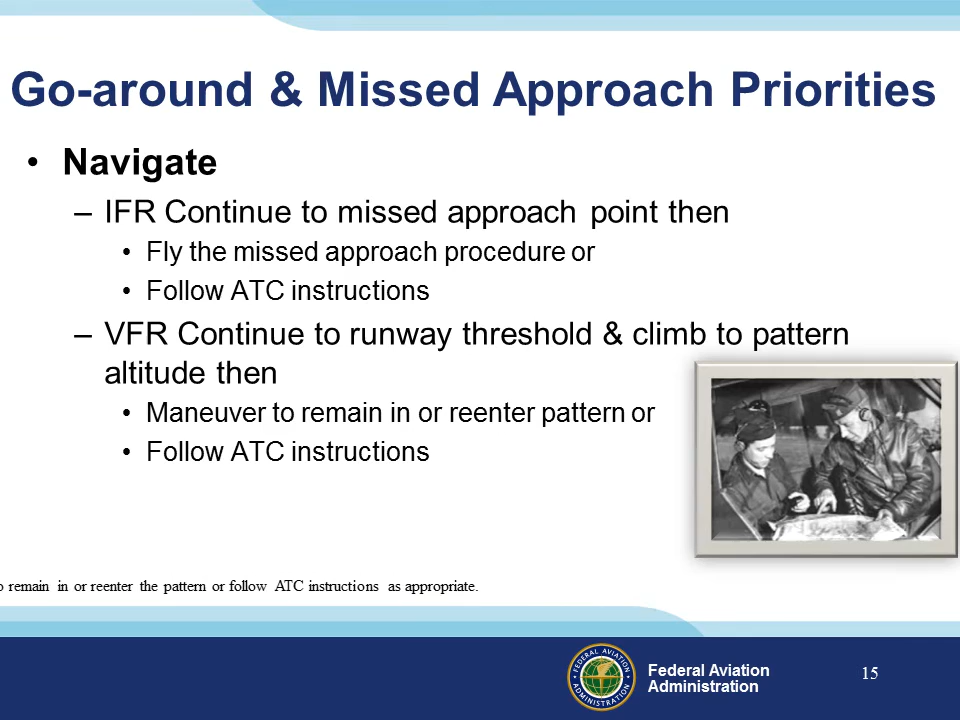 Go-around & Missed Approach Priorities
• Navigate
– IFR Continue to missed approach point then
• Fly the missed approach procedure or
• Follow ATC instructions
– VFR Continue to runway threshold & climb to pattern
altitude then
• Maneuver to remain in or reenter pattern or
• Follow ATC instructions
remain in or reenter the pattern or follow ATC instructions as appropriate.
FEDERAL AVIATION
ADMINISTRATION
Federal Aviation
Administration
15